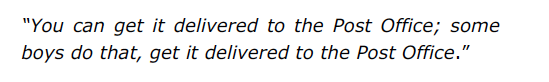 “You can get it delivered to the Post Office; some
boys do that, get it delivered to the Post Office.”